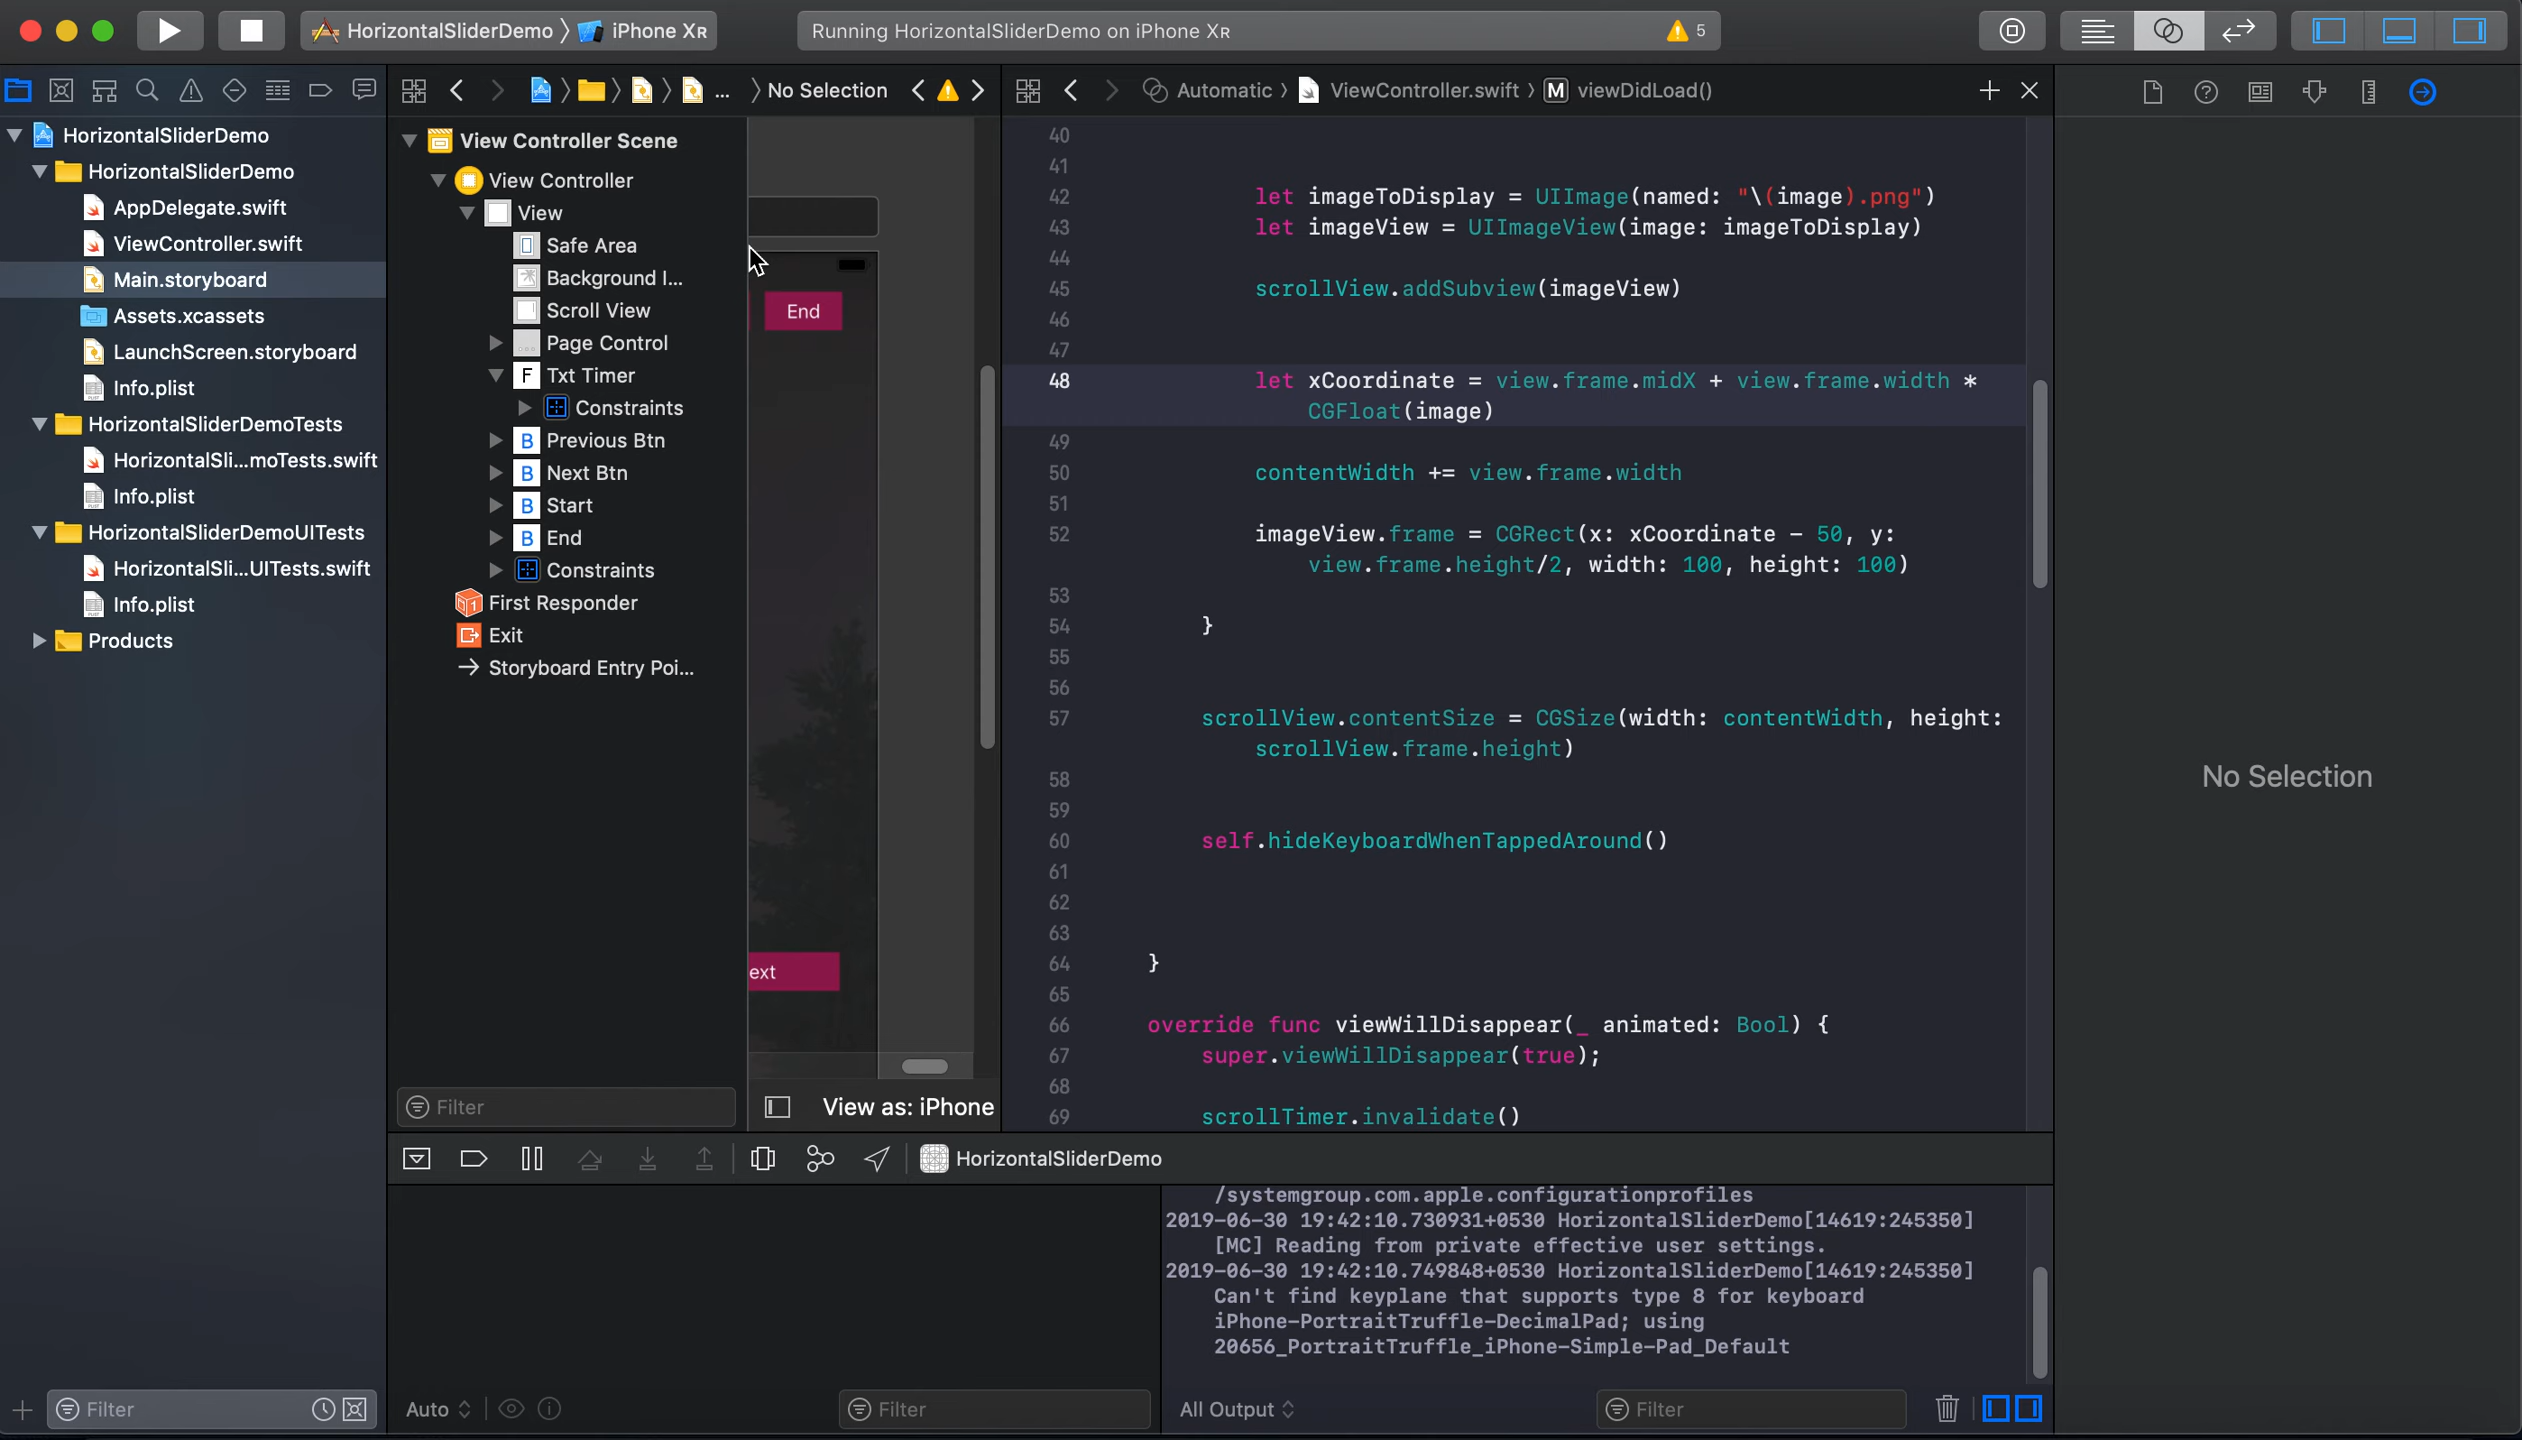 HorizontalSliderDemo 〉 iPhone XR
Running HorizontalSliderDemo on iPhone XR
5
... 〉No Selection
Automatic 〉 ViewController.swift 〉 M viewDidLoad()
HorizontalSliderDemo
HorizontalSliderDemo
AppDelegate.swift
ViewController.swift
Main.storyboard
Assets.xcassets
LaunchScreen.storyboard
Info.plist
HorizontalSliderDemoTests
HorizontalSli...moTests.swift
Info.plist
HorizontalSliderDemoUITests
HorizontalSli...UITests.swift
Info.plist
Products
Filter
View Controller Scene
View Controller
View
Safe Area
Background I...
Scroll View
Page Control
F Txt Timer
Constraints
B Previous Btn
B Next Btn
B Start
B End
Constraints
First Responder
Exit
Storyboard Entry Poi...
Filter
End
ext
View as: iPhone
40
41
42 let imageToDisplay = UIImage(named: "\(image).png")
43 let imageView = UIImageView(image: imageToDisplay)
44
45 scrollView.addSubview(imageView)
46
47
48 let xCoordinate = view.frame.midX + view.frame.width *
CGFloat(image)
49
50 contentWidth += view.frame.width
51
52 imageView.frame = CGRect(x: xCoordinate - 50, y:
view.frame.height/2, width: 100, height: 100)
53
54 }
55
56
57 scrollView.contentSize = CGSize(width: contentWidth, height:
scrollView.frame.height)
58
59
60 self.hideKeyboardWhenTappedAround()
61
62
63
64 }
65
66 override func viewWillDisappear(_ animated: Bool) {
67 super.viewWillDisappear(true);
68
69 scrollTimer.invalidate()
No Selection
HorizontalSliderDemo
/systemgroup.com.apple.configurationprofiles
2019-06-30 19:42:10.730931+0530 HorizontalSliderDemo[14619:245350]
[MC] Reading from private effective user settings.
2019-06-30 19:42:10.749848+0530 HorizontalSliderDemo[14619:245350]
Can't find keyplane that supports type 8 for keyboard
iPhone-PortraitTruffle-DecimalPad; using
20656_PortraitTruffle_iPhone-Simple-Pad_Default
Auto
Filter
All Output
Filter